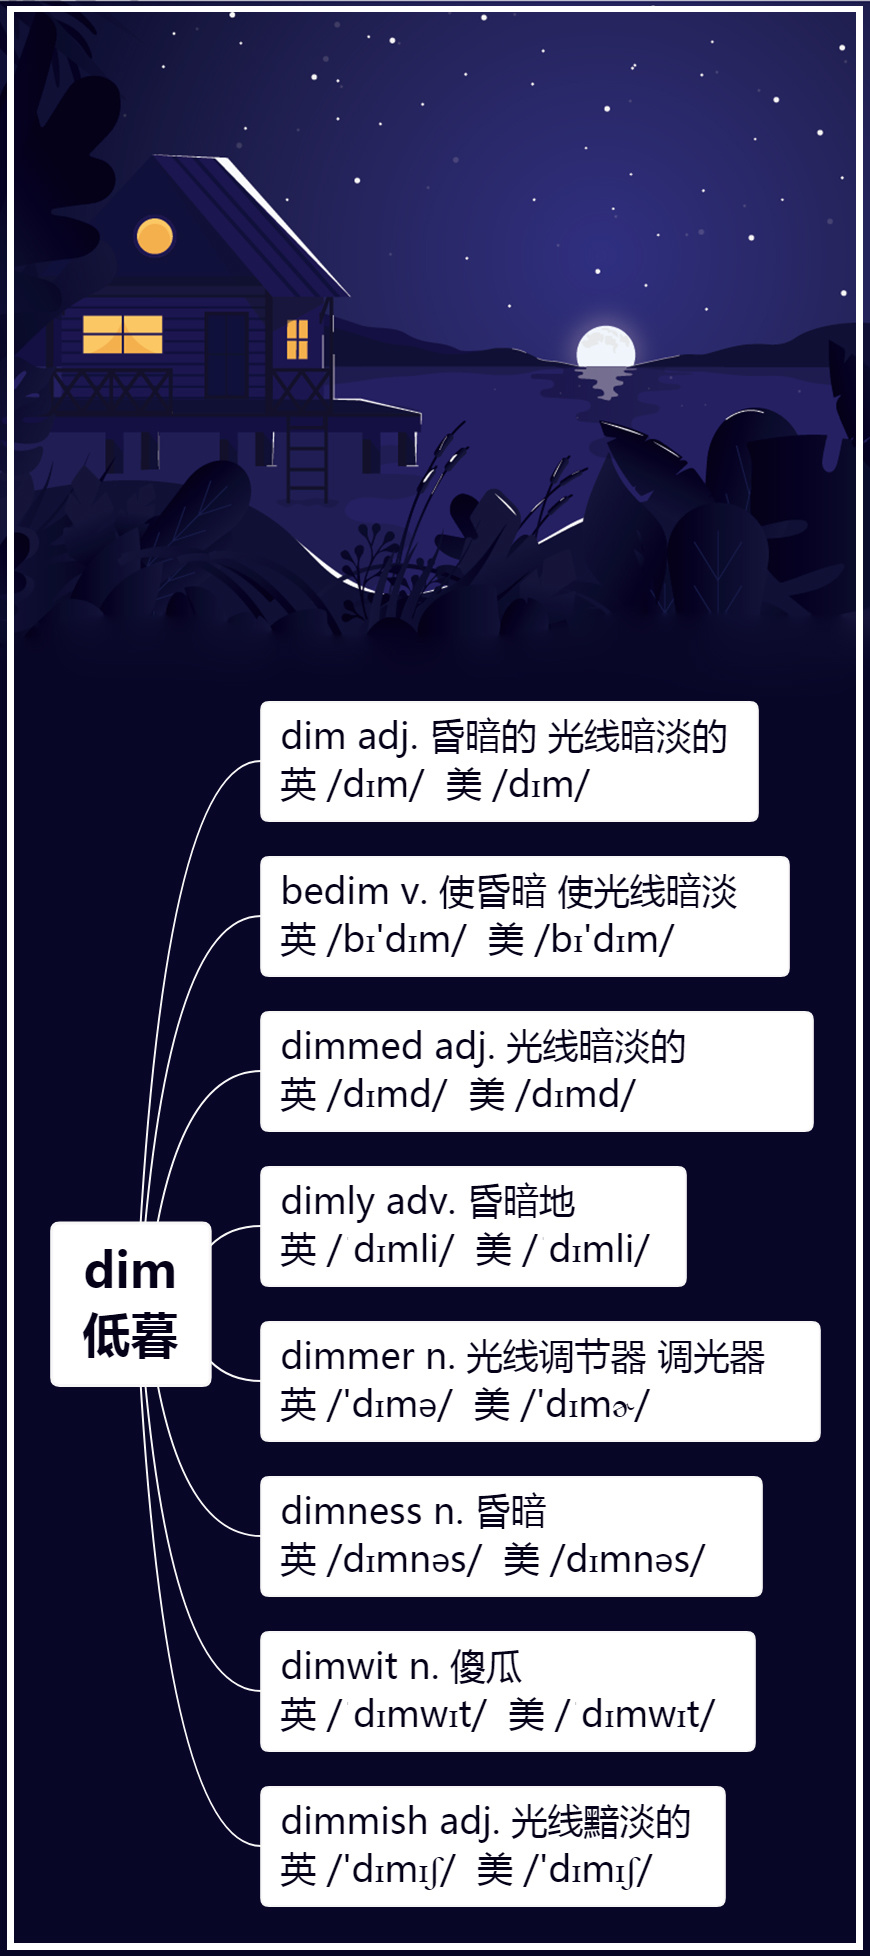 dim adj. 昏暗的 光线暗淡的
英 /dɪm/ 美 /dɪm/
bedim v. 使昏暗 使光线暗淡
英 /bɪ'dɪm/ 美 /bɪ'dɪm/
dimmed adj. 光线暗淡的
英 /dɪmd/ 美 /dɪmd/
dimly adv. 昏暗地
英 /ˈdɪmli/ 美 /ˈdɪmli/
dim
低暮
dimmer n. 光线调节器 调光器
英 /'dɪmə/ 美 /'dɪmɚ/
dimness n. 昏暗
英 /dɪmnəs/ 美 /dɪmnəs/
dimwit n. 傻瓜
英 /ˈdɪmwɪt/ 美 /ˈdɪmwɪt/
dimmish adj. 光线黯淡的
英 /'dɪmɪʃ/ 美 /'dɪmɪʃ/